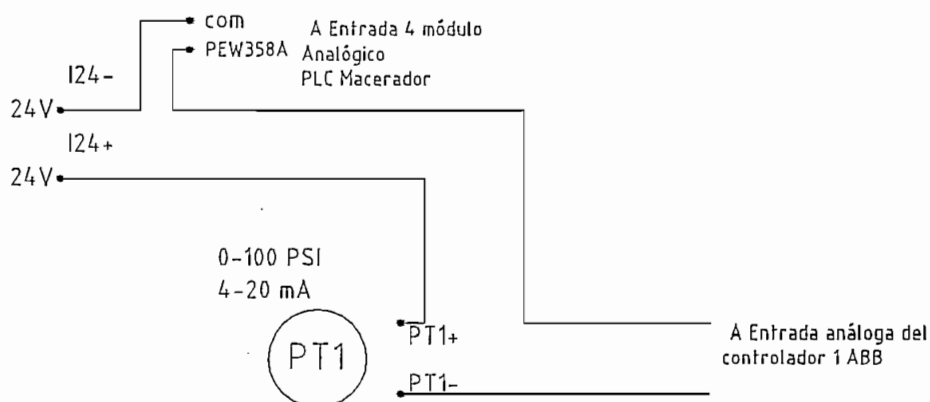 com
PEW358A
A Entrada 4 módulo
Analógico
PLC Macerador
I24-
24V
I24+
24V
0-100 PSI
4-20 mA
PT1
PT1+
PT1-
A Entrada análoga del
controlador 1 ABB